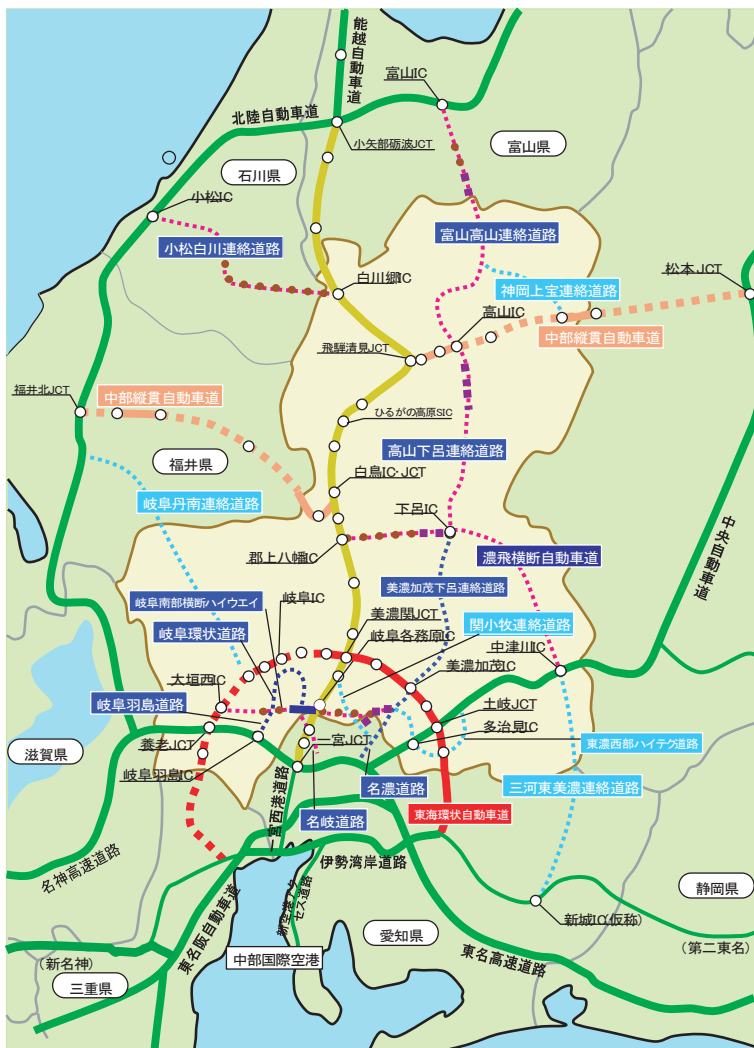 能越自動車道
富山IC
北陸自動車道
小矢部砺波JCT
富山県
石川県
小松IC
小松白川連絡道路
富山高山連絡道路
白川郷IC
松本JCT
神岡上宝連絡道路
高山IC
中部縦貫自動車道
飛騨清見JCT
福井北JCT
中部縦貫自動車道
ひるがの高原SIC
高山下呂連絡道路
福井県
白鳥IC・JCT
岐阜丹南連絡道路
下呂IC
中央自動車道
郡上八幡IC
濃飛横断自動車道
美濃加茂下呂連絡道路
岐阜南部横断ハイウエイ
岐阜IC
美濃関JCT
関小牧連絡道路
岐阜環状道路
岐阜各務原IC
中津川IC
美濃加茂IC
大垣西IC
岐阜羽島道路
土岐JCT
多治見IC
滋賀県
養老JCT
一宮JCT
東濃西部ハイテク道路
岐阜羽島IC
三河東美濃連絡道路
名濃道路
一宮西港道路
名岐道路
東海環状自動車道
名神高速道路
伊勢湾岸道路
静岡県
新空港アクセス道路
新城IC(仮称)
東名阪自動車道
愛知県
(第二東名)
中部国際空港
東名高速道路
(新名神)
三重県